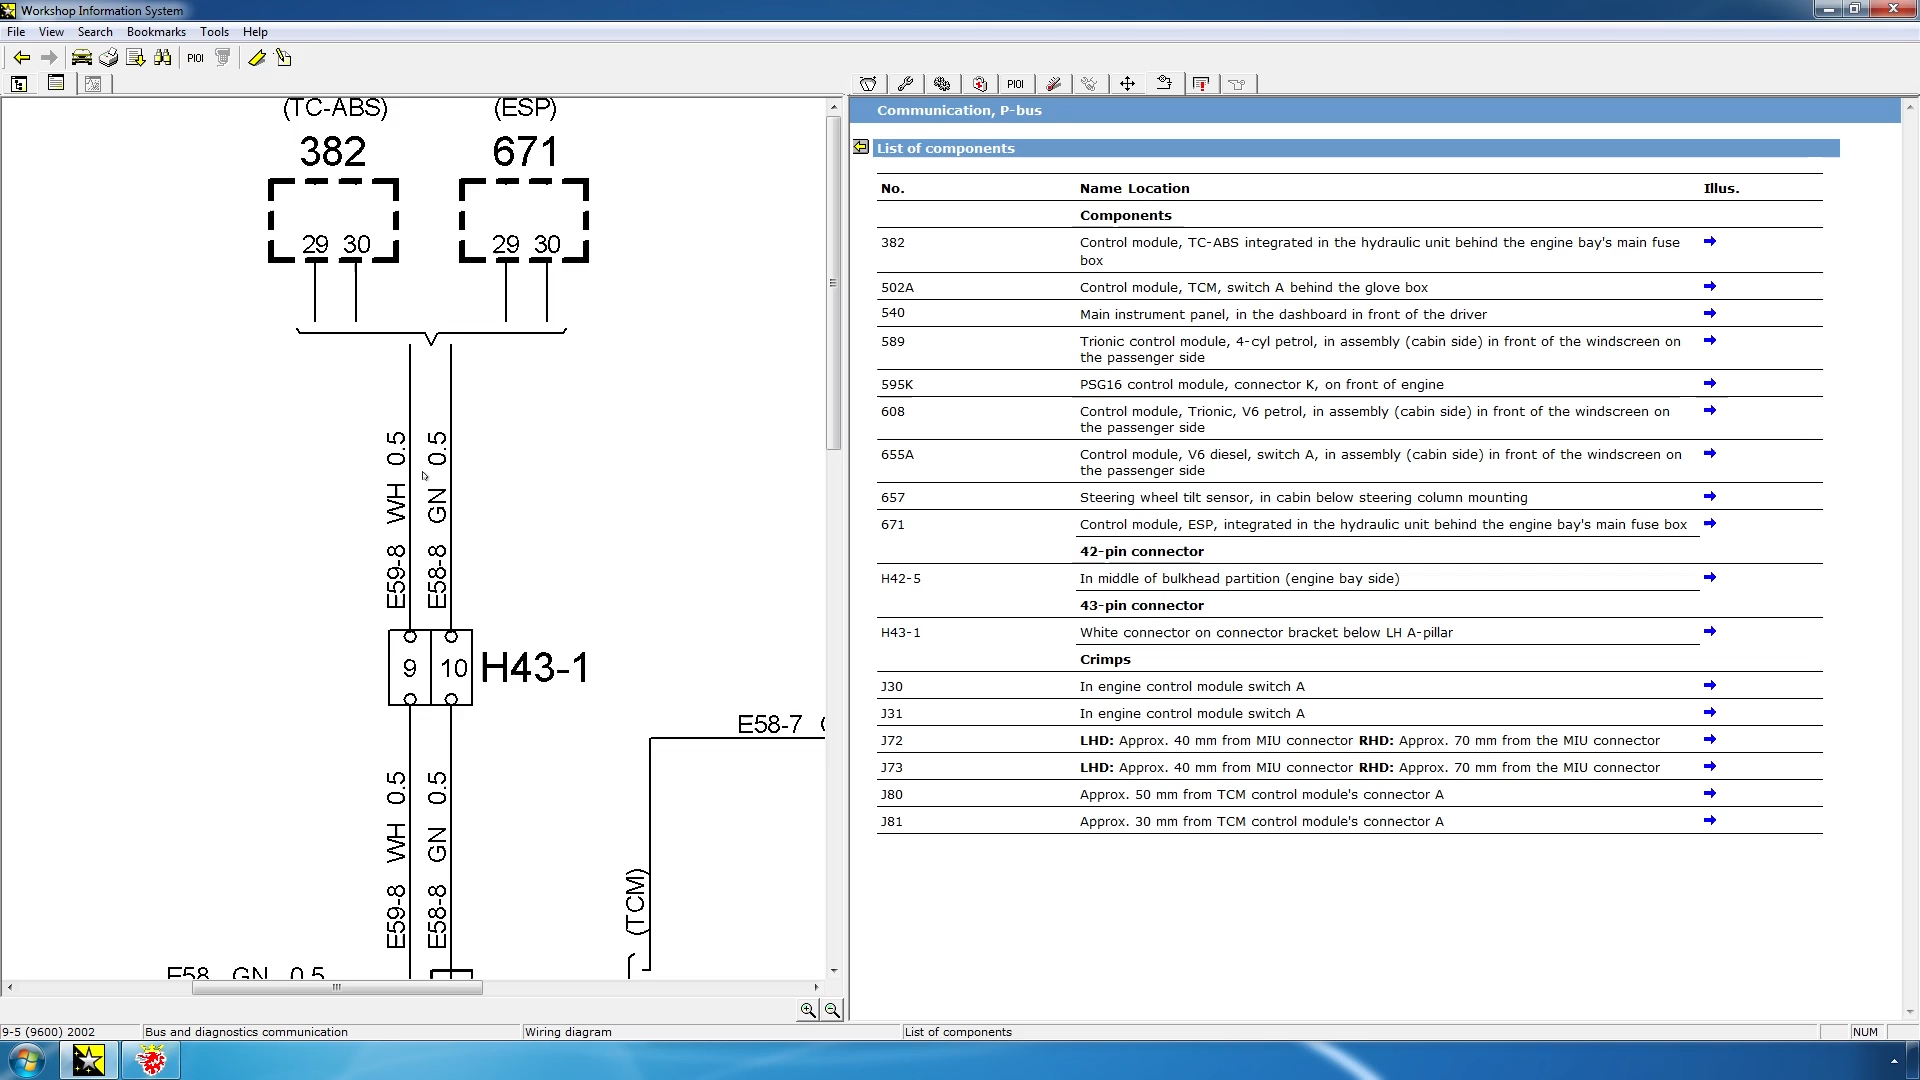 Workshop Information System
File View Search Bookmarks Tools Help
PIOI
PIOI
(TC-ABS) (ESP)
382 671
29 30 29 30
E59-8 WH 0.5
E58-8 GN 0.5
9 10 H43-1
E58-7
E59-8 WH 0.5
E58-8 GN 0.5
(TCM)
E58 GN 0.5
Communication, P-bus
List of components
No. Name Location Illus.
Components
382 Control module, TC-ABS integrated in the hydraulic unit behind the engine bay's main fuse
box
502A Control module, TCM, switch A behind the glove box
540 Main instrument panel, in the dashboard in front of the driver
589 Trionic control module, 4-cyl petrol, in assembly (cabin side) in front of the windscreen on
the passenger side
595K PSG16 control module, connector K, on front of engine
608 Control module, Trionic, V6 petrol, in assembly (cabin side) in front of the windscreen on
the passenger side
655A Control module, V6 diesel, switch A, in assembly (cabin side) in front of the windscreen on
the passenger side
657 Steering wheel tilt sensor, in cabin below steering column mounting
671 Control module, ESP, integrated in the hydraulic unit behind the engine bay's main fuse box
42-pin connector
H42-5 In middle of bulkhead partition (engine bay side)
43-pin connector
H43-1 White connector on connector bracket below LH A-pillar
Crimps
J30 In engine control module switch A
J31 In engine control module switch A
J72 LHD: Approx. 40 mm from MIU connector RHD: Approx. 70 mm from the MIU connector
J73 LHD: Approx. 40 mm from MIU connector RHD: Approx. 70 mm from the MIU connector
J80 Approx. 50 mm from TCM control module's connector A
J81 Approx. 30 mm from TCM control module's connector A
9-5 (9600) 2002 Bus and diagnostics communication Wiring diagram List of components NUM